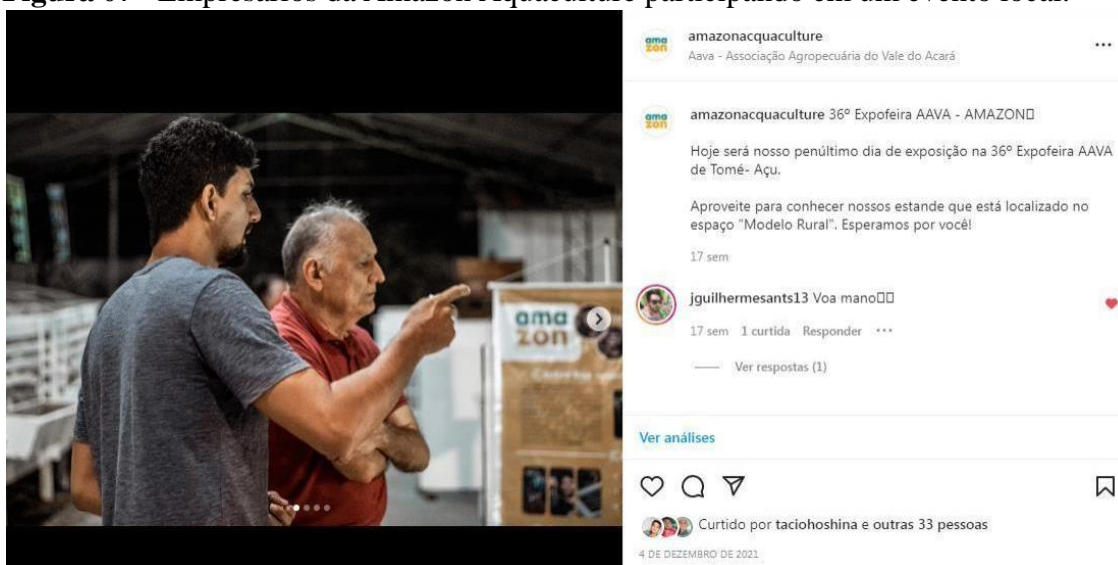 amazonacquaculture
Aava - Associação Agropecuária do Vale do Acará
ama
zon
amazonacquaculture 36º Expofeira AAVA - AMAZON
Hoje será nosso penúltimo dia de exposição na 36º Expofeira AAVA
de Tomé- Açu.
Aproveite para conhecer nossos estande que está localizado no
espaço "Modelo Rural". Esperamos por você!
17 sem
jguilhermesants13 Voa mano
17 sem 1 curtida Responder
Ver respostas (1)
Ver análises
Curtido por taciohoshina e outras 33 pessoas
4 DE DEZEMBRO DE 2021
ama
zon